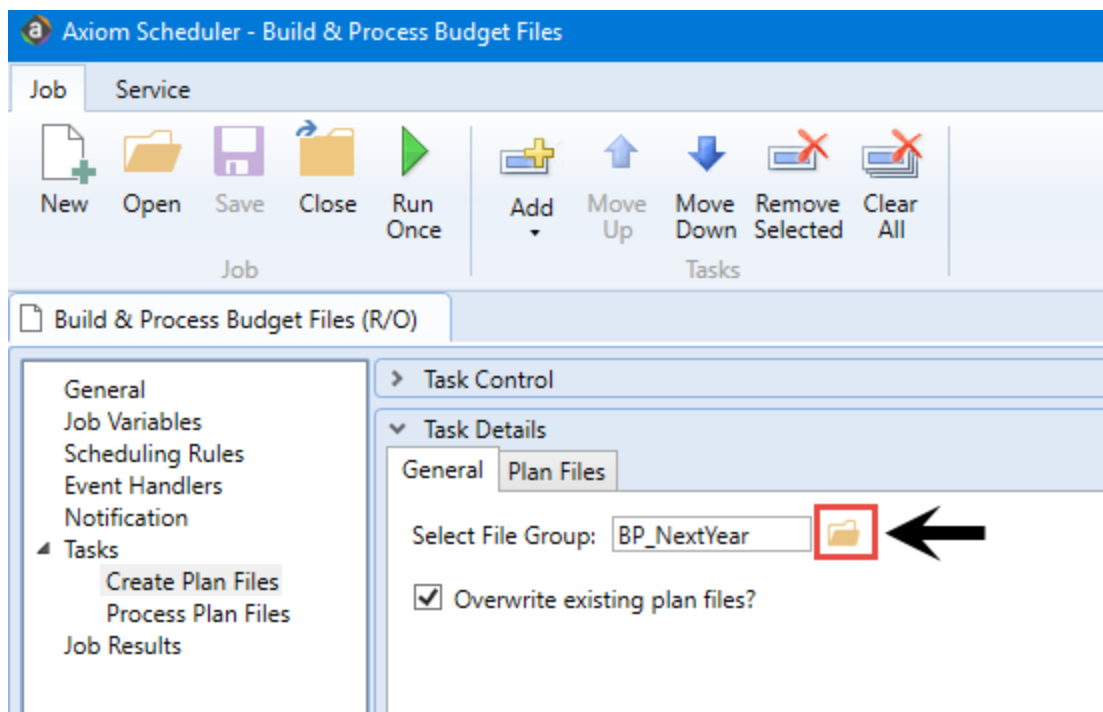 Axiom Scheduler - Build & Process Budget Files
Job Service
New Open Save Close Run Once Add Move Up Move Down Remove Selected Clear All
Job Tasks
Build & Process Budget Files (R/O)
General
Job Variables
Scheduling Rules
Event Handlers
Notification
Tasks
Create Plan Files
Process Plan Files
Job Results
Task Control
Task Details
General Plan Files
Select File Group: BP_NextYear
Overwrite existing plan files?